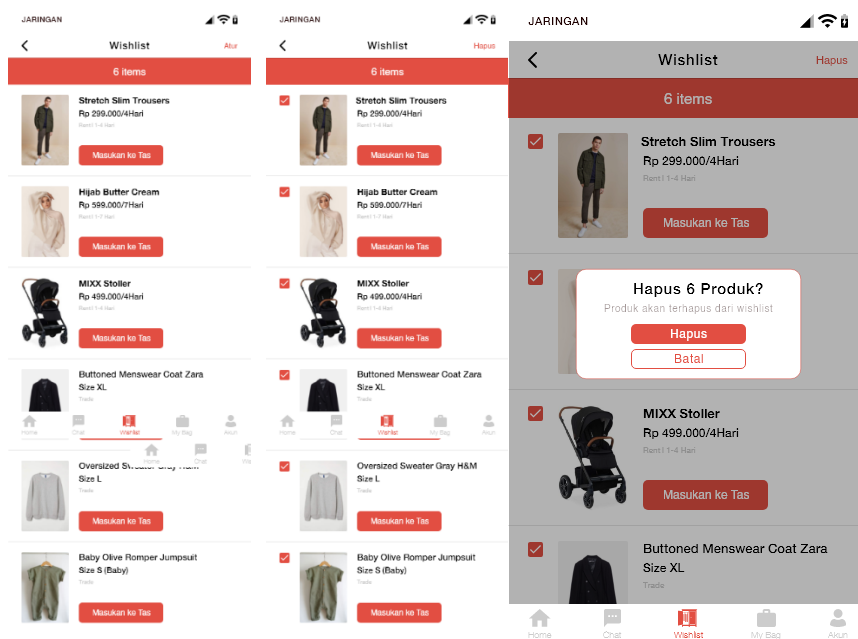 JARINGAN
Wishlist
Atur
6 items
Stretch Slim Trousers
Rp 299.000/4Hari
Rent I 1-4 Hari
Masukan ke Tas
Hijab Butter Cream
Rp 599.000/7Hari
Rent I 1-7 Hari
Masukan ke Tas
MIXX Stoller
Rp 499.000/4Hari
Rent I 1-4 Hari
Masukan ke Tas
Buttoned Menswear Coat Zara
Size XL
Trade
Home
Chat
Wishlist
My Bag
Akun
Home
Chat
Oversized Sweater Gray H&M
Size L
Trade
Masukan ke Tas
Baby Olive Romper Jumpsuit
Size S (Baby)
Trade
Masukan ke Tas
JARINGAN
Wishlist
Hapus
6 items
Stretch Slim Trousers
Rp 299.000/4Hari
Rent I 1-4 Hari
Masukan ke Tas
Hijab Butter Cream
Rp 599.000/7Hari
Rent I 1-7 Hari
Masukan ke Tas
MIXX Stoller
Rp 499.000/4Hari
Rent I 1-4 Hari
Masukan ke Tas
Buttoned Menswear Coat Zara
Size XL
Trade
Home
Chat
Wishlist
My Bag
Akun
Oversized Sweater Gray H&M
Size L
Trade
Masukan ke Tas
Baby Olive Romper Jumpsuit
Size S (Baby)
Trade
Masukan ke Tas
JARINGAN
Wishlist
Hapus
6 items
Stretch Slim Trousers
Rp 299.000/4Hari
Rent I 1-4 Hari
Masukan ke Tas
Hapus 6 Produk?
Produk akan terhapus dari wishlist
Hapus
Batal
MIXX Stoller
Rp 499.000/4Hari
Rent I 1-4 Hari
Masukan ke Tas
Buttoned Menswear Coat Zara
Size XL
Trade
Home
Chat
Wishlist
My Bag
Akun